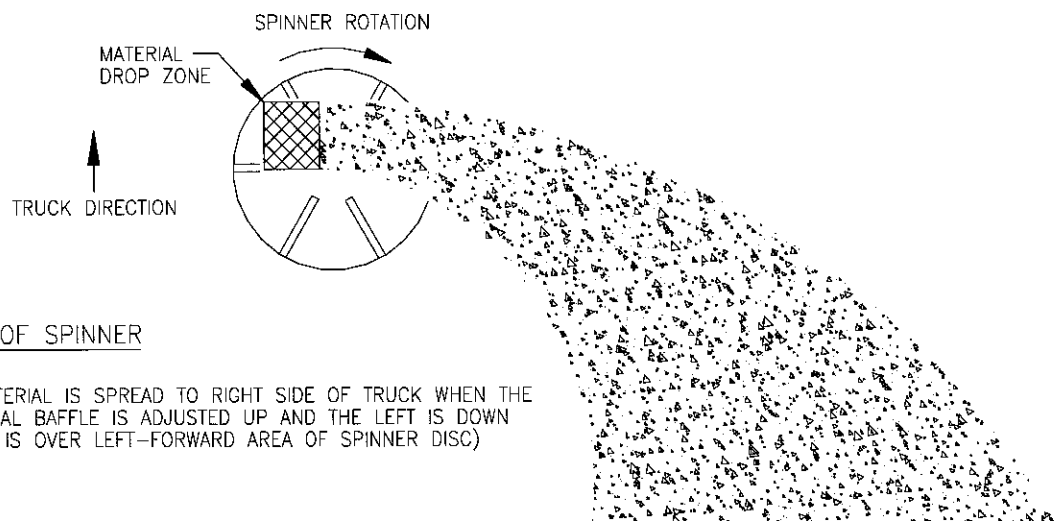 SPINNER ROTATION
MATERIAL
DROP ZONE
TRUCK DIRECTION
OF SPINNER
TERIAL IS SPREAD TO RIGHT SIDE OF TRUCK WHEN THE
AL BAFFLE IS ADJUSTED UP AND THE LEFT IS DOWN
IS OVER LEFT-FORWARD AREA OF SPINNER DISC)